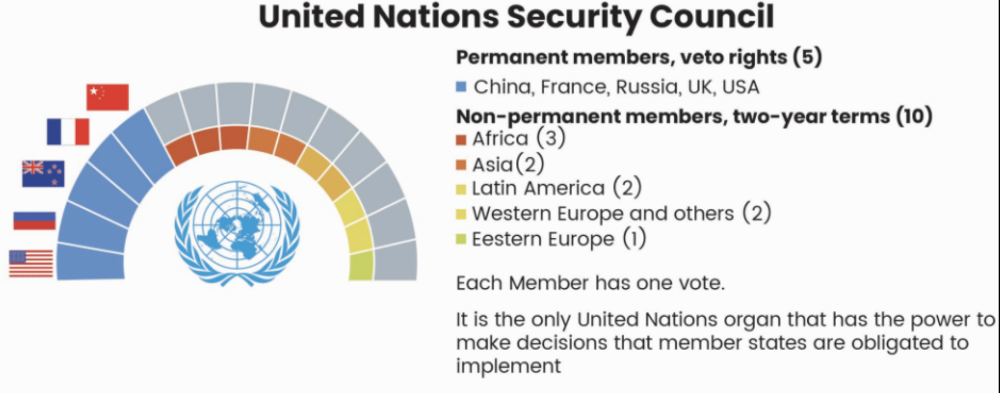 United Nations Security Council
Permanent members, veto rights (5)
China, France, Russia, UK, USA
Non-permanent members, two-year terms (10)
Africa (3)
Asia(2)
Latin America (2)
Western Europe and others (2)
Eestern Europe (1)
Each Member has one vote.
It is the only United Nations organ that has the power to
make decisions that member states are obligated to
implement